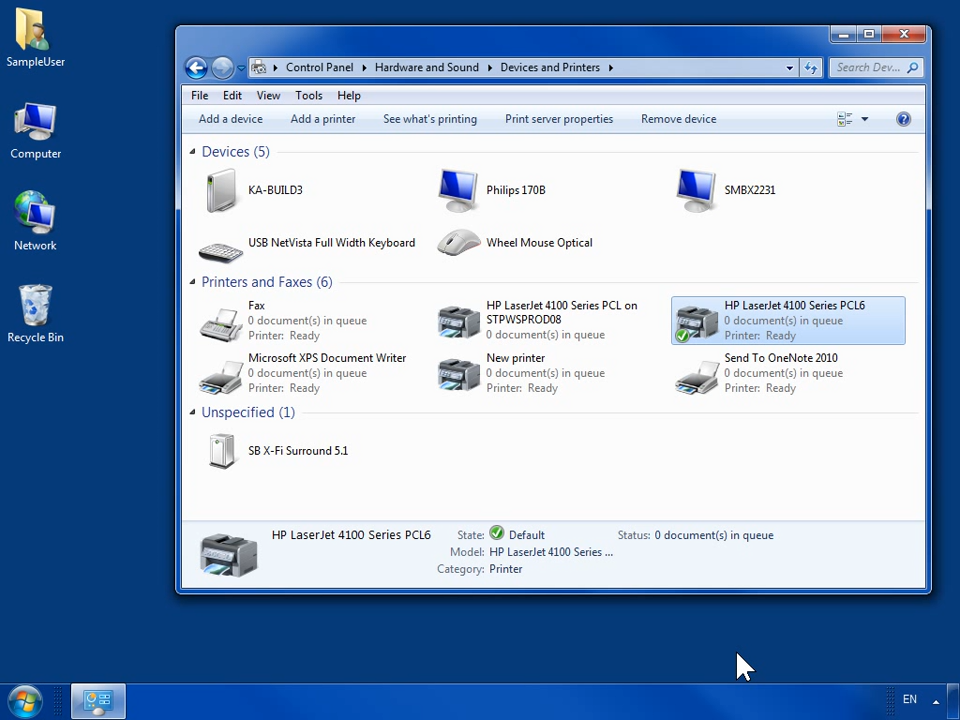 SampleUser
Computer
Network
Recycle Bin
Control Panel Hardware and Sound Devices and Printers
Search Dev...
File Edit View Tools Help
Add a device Add a printer See what's printing Print server properties Remove device
Devices (5)
KA-BUILD3 Philips 170B SMBX2231
USB NetVista Full Width Keyboard Wheel Mouse Optical
Printers and Faxes (6)
Fax
0 document(s) in queue
Printer: Ready
HP LaserJet 4100 Series PCL on
STPWSPROD08
0 document(s) in queue
HP LaserJet 4100 Series PCL6
0 document(s) in queue
Printer: Ready
Microsoft XPS Document Writer
0 document(s) in queue
Printer: Ready
New printer
0 document(s) in queue
Printer: Ready
Send To OneNote 2010
0 document(s) in queue
Printer: Ready
Unspecified (1)
SB X-Fi Surround 5.1
HP LaserJet 4100 Series PCL6
State: Default
Model: HP LaserJet 4100 Series ...
Category: Printer
Status: 0 document(s) in queue
EN